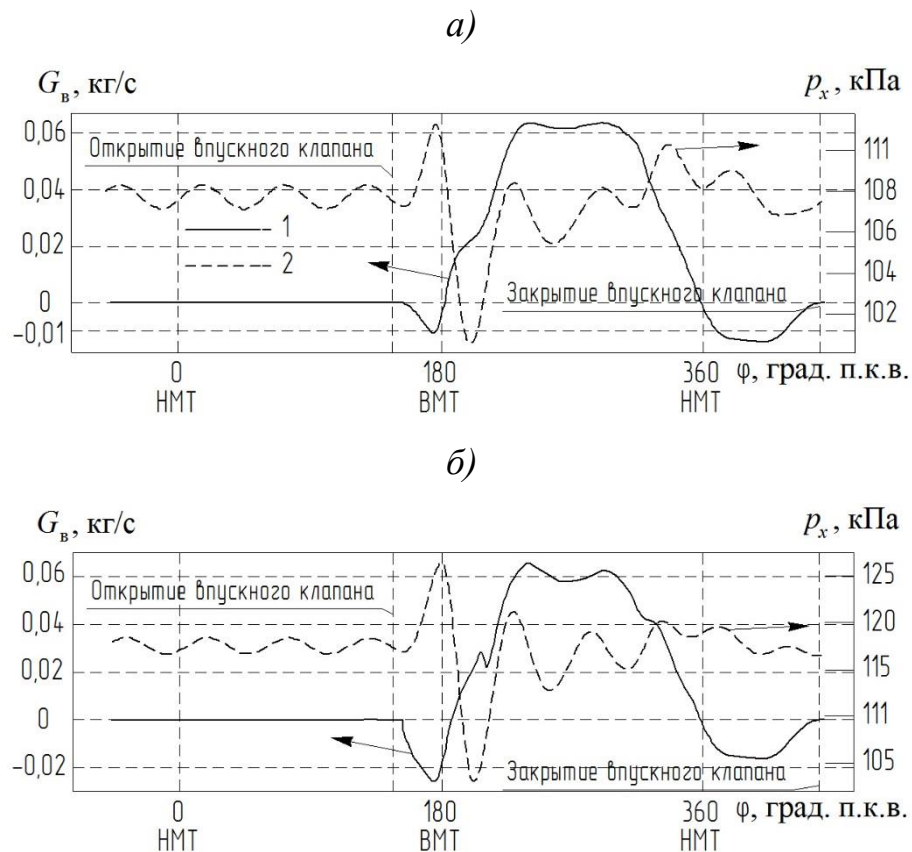 а)
G_в, кг/с
p_x, кПа
0,06
0,04
0,02
0
-0,01
Открытие впускного клапана
1
2
Закрытие впускного клапана
111
108
106
104
102
0
180
360
φ, град. п.к.в.
НМТ
ВМТ
НМТ
б)
G_в, кг/с
p_x, кПа
0,06
0,04
0,02
0
-0,02
Открытие впускного клапана
Закрытие впускного клапана
125
120
115
111
105
0
180
360
φ, град. п.к.в.
НМТ
ВМТ
НМТ